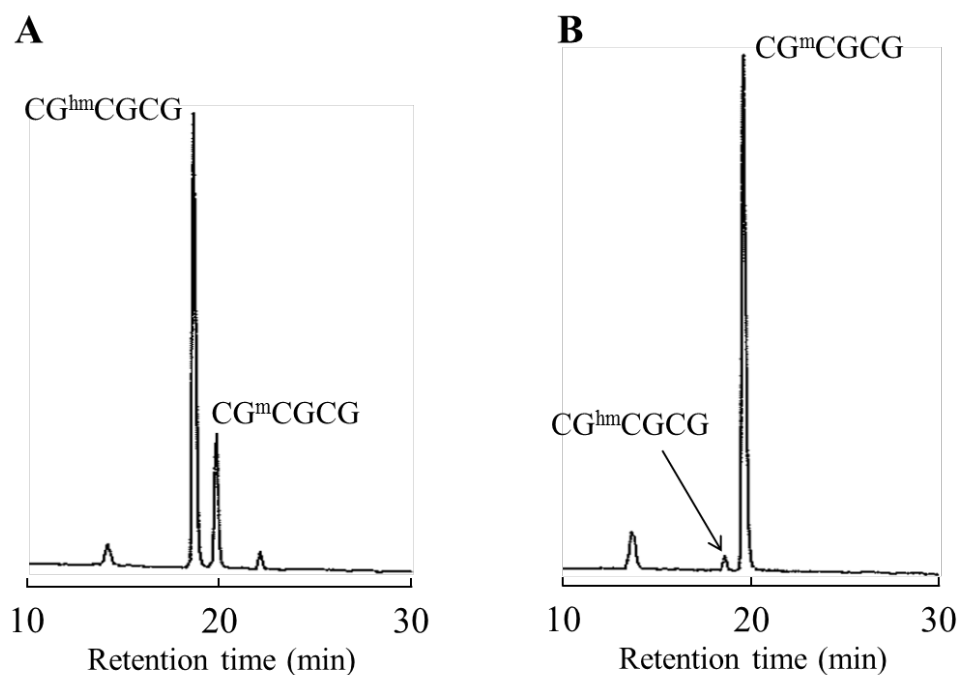 A
CGhmCGCG
CGmCGCG
10 20 30
Retention time (min)
B
CGmCGCG
CGhmCGCG
10 20 30
Retention time (min)